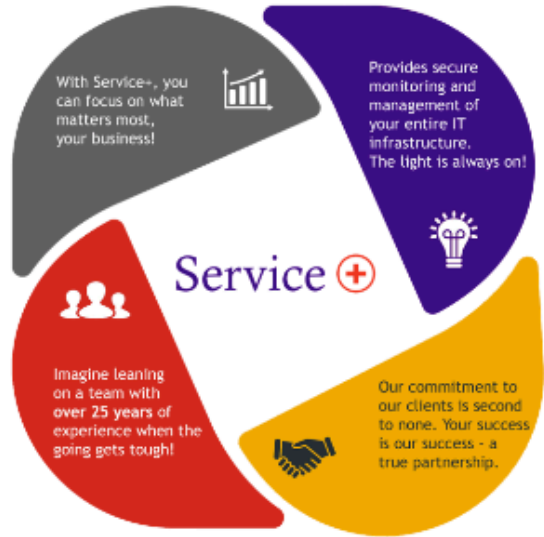 With Service+, you
can focus on what
matters most,
your business!
Provides secure
monitoring and
management of
your entire IT
infrastructure.
The light is always on!
Service +
Imagine leaning
on a team with
over 25 years of
experience when the
going gets tough!
Our commitment to
our clients is second
to none. Your success
is our success - a
true partnership.